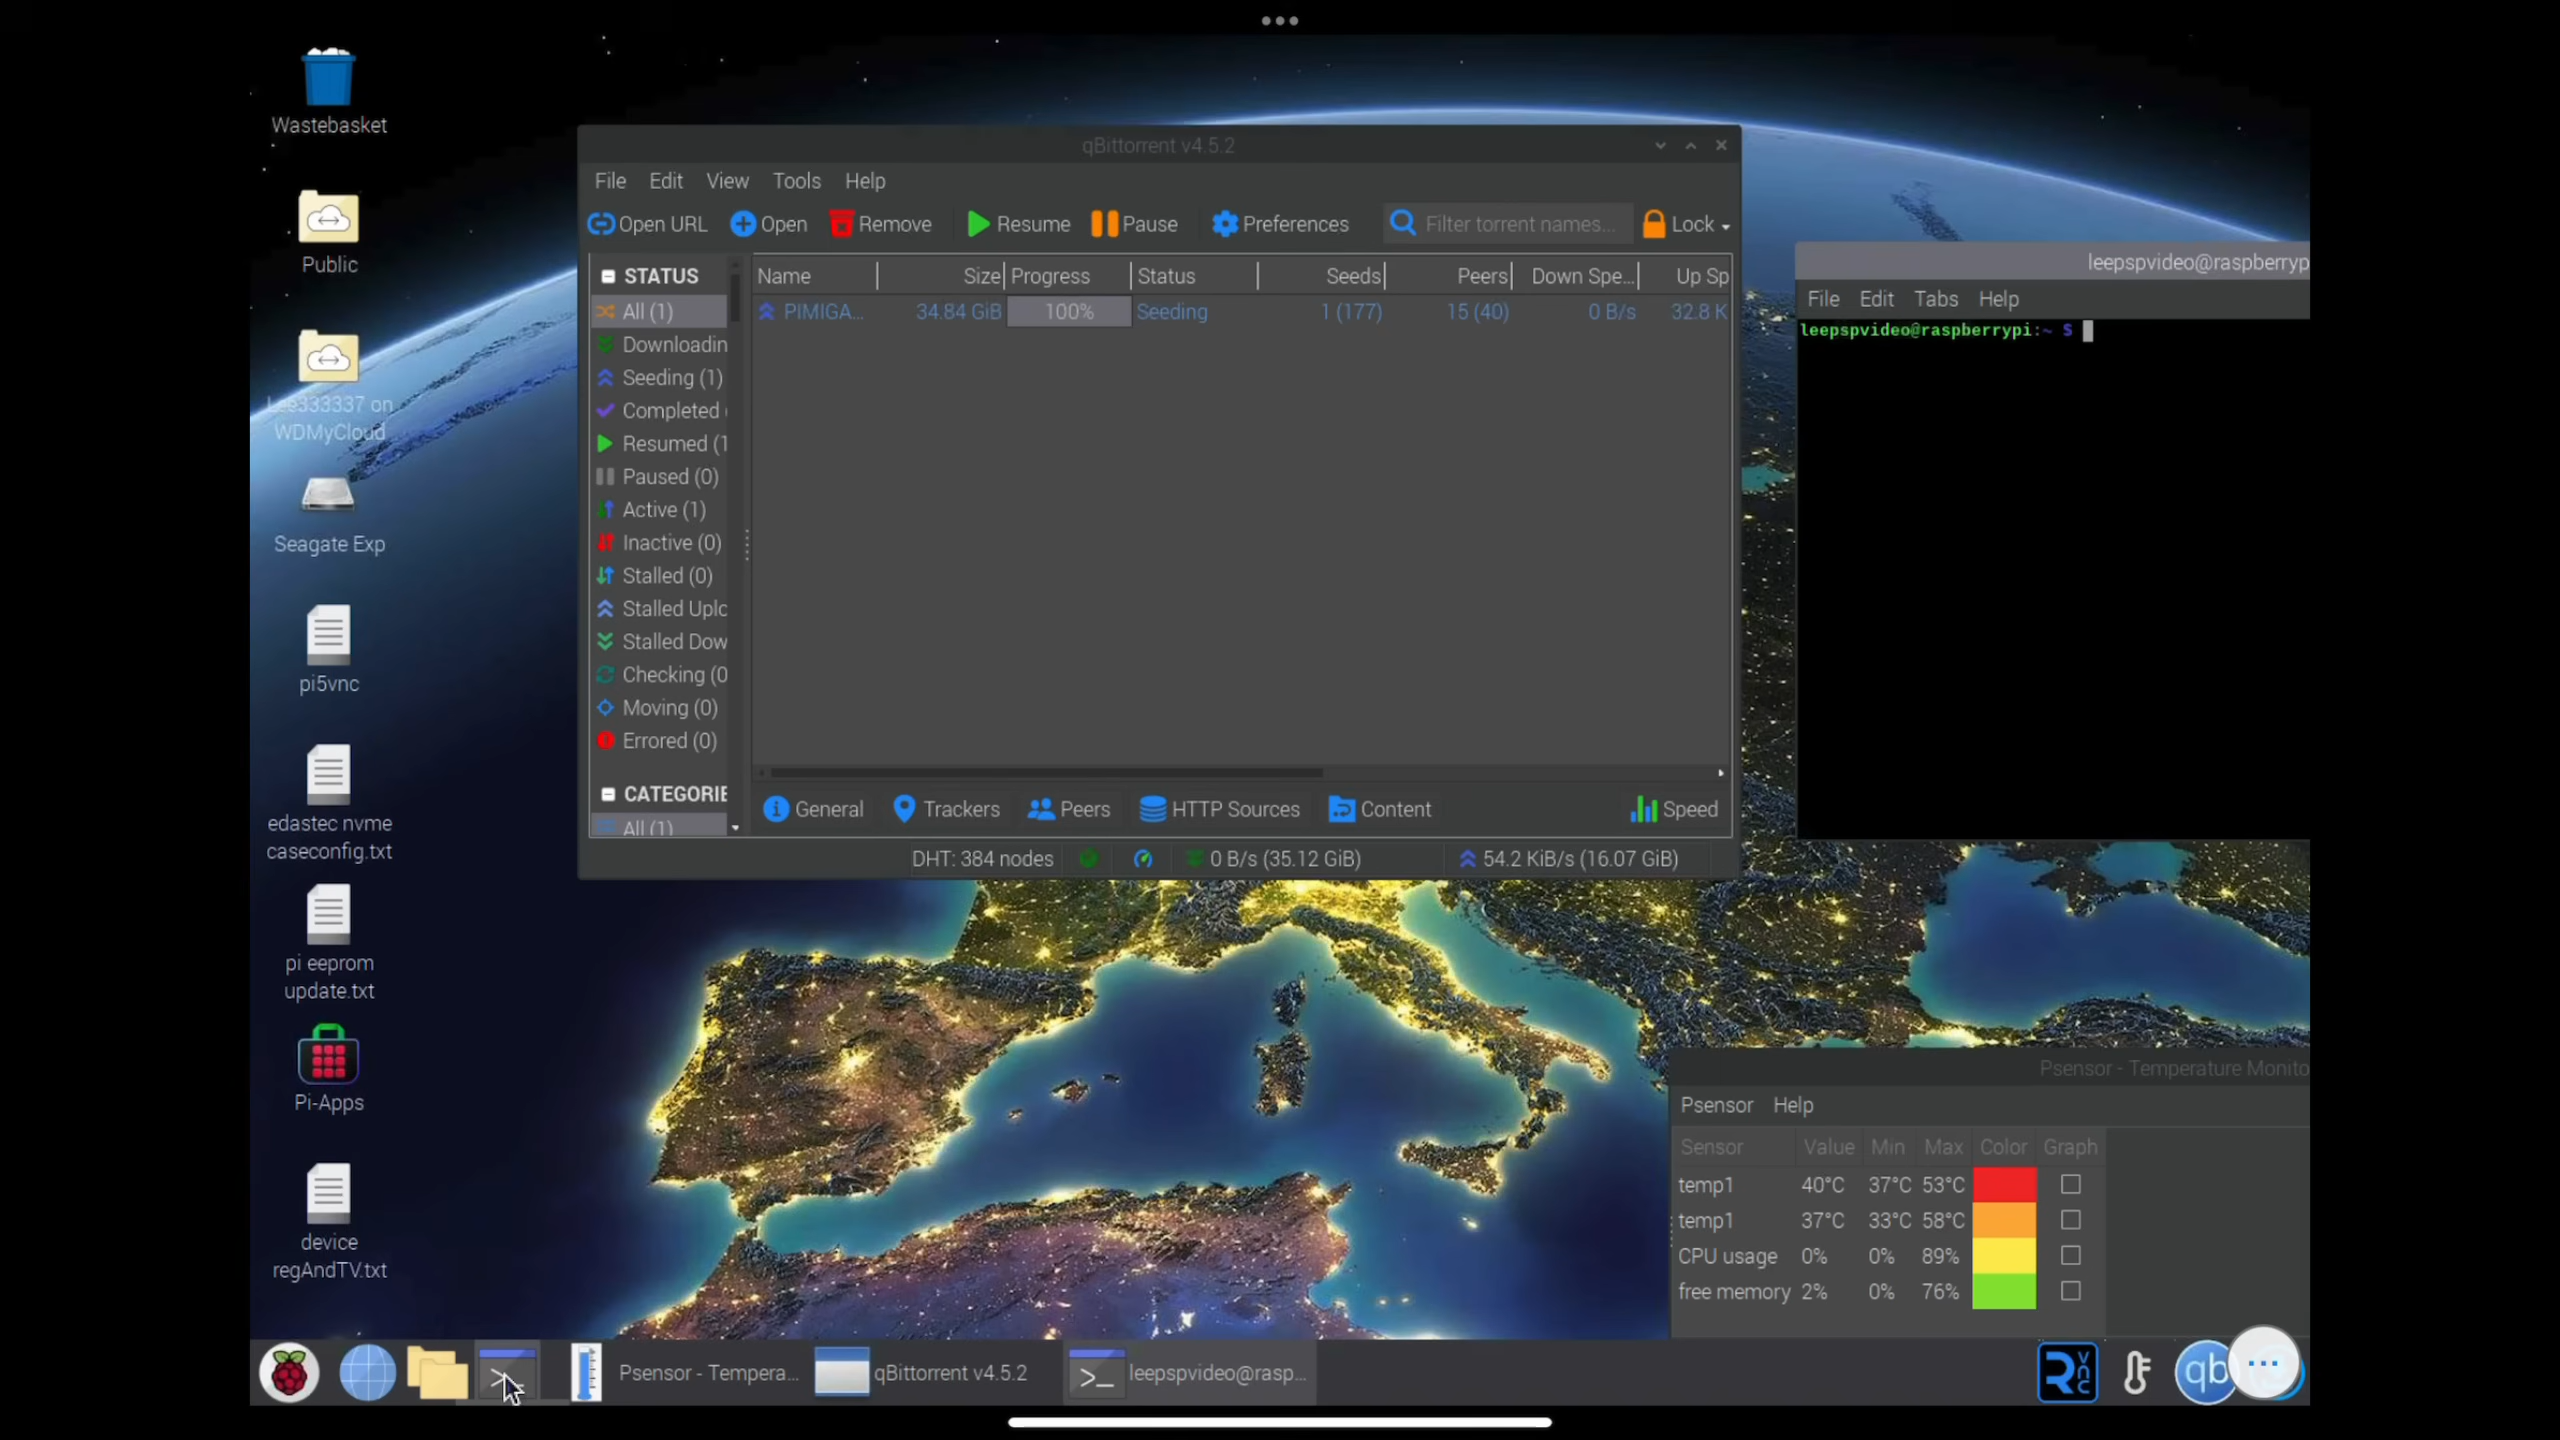 Wastebasket
Public
Lee333337 on
WDMyCloud
Seagate Exp
pi5vnc
edastec nvme
caseconfig.txt
pi eeprom
update.txt
Pi-Apps
device
regAndTV.txt
qBittorrent v4.5.2
File Edit View Tools Help
Open URL Open Remove Resume Pause Preferences Filter torrent names... Lock
STATUS
All (1)
Downloadin
Seeding (1)
Completed
Resumed (1
Paused (0)
Active (1)
Inactive (0)
Stalled (0)
Stalled Uplo
Stalled Dow
Checking (0
Moving (0)
Errored (0)
CATEGORIE
All (1)
Name Size Progress Status Seeds Peers Down Spe... Up Sp
PIMIGA... 34.84 GiB 100% Seeding 1 (177) 15 (40) 0 B/s 32.8 K
General Trackers Peers HTTP Sources Content Speed
DHT: 384 nodes 0 B/s (35.12 GiB) 54.2 KiB/s (16.07 GiB)
leepspvideo@raspberryp
File Edit Tabs Help
leepspvideo@raspberrypi:~ $
Psensor - Temperature Monito
Psensor Help
Sensor Value Min Max Color Graph
temp1 40°C 37°C 53°C
temp1 37°C 33°C 58°C
CPU usage 0% 0% 89%
free memory 2% 0% 76%
Psensor - Tempera... qBittorrent v4.5.2 >_ leepspvideo@rasp... VNC qb